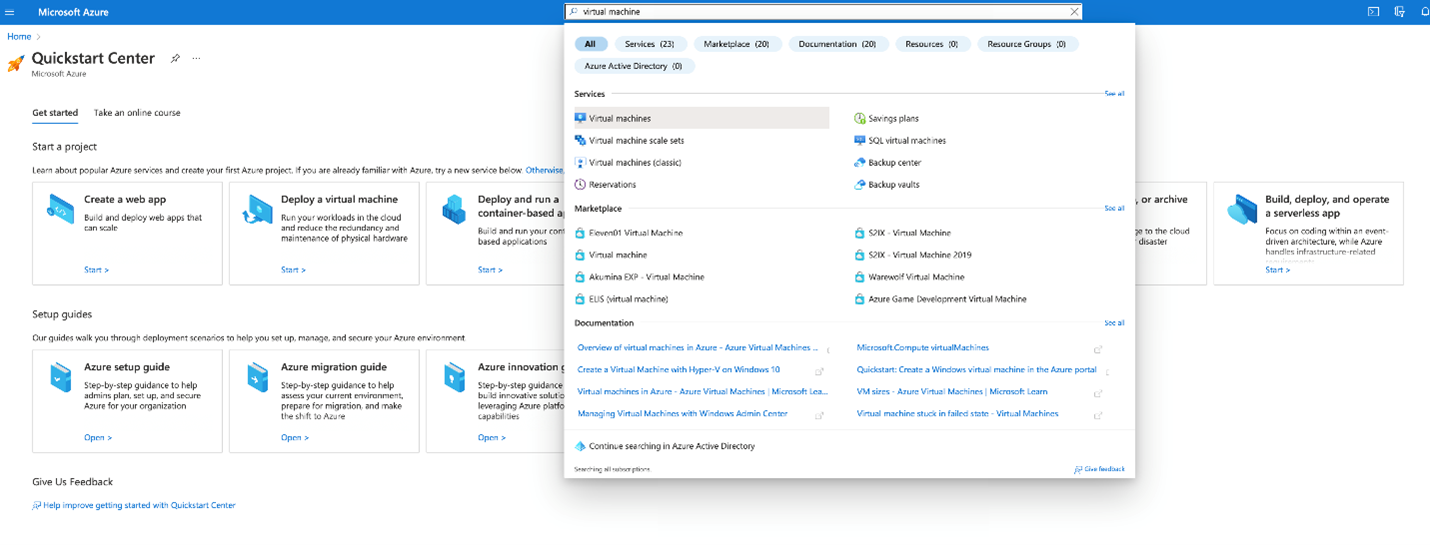 Microsoft Azure
virtual machine
Home
Quickstart Center
Microsoft Azure
Get started
Take an online course
Start a project
Learn about popular Azure services and create your first Azure project. If you are already familiar with Azure, try a new service below. Otherwise,
Create a web app
Build and deploy web apps that
can scale
Start >
Deploy a virtual machine
Run your workloads in the cloud
and reduce the redundancy and
maintenance of physical hardware
Start >
Deploy and run a
container-based a
Build and run your con
based applications
Start >
, or archive
ge to the cloud
r disaster
Build, deploy, and operate
a serverless app
Focus on coding within an event-
driven architecture, while Azure
handles infrastructure-related
Start >
Setup guides
Our guides walk you through deployment scenarios to help you set up, manage, and secure your Azure environment.
Azure setup guide
Step-by-step guidance to help
admins plan, set up, and secure
Azure for your organization
Open >
Azure migration guide
Step-by-step guidance to help
assess your current environment,
prepare for migration, and make
the shift to Azure
Open >
Azure innovation g
Step-by-step guidanc
build innovative solutio
leveraging Azure platfo
capabilities
Open >
Give Us Feedback
Help improve getting started with Quickstart Center
All
Services (23)
Marketplace (20)
Documentation (20)
Resources (0)
Resource Groups (0)
Azure Active Directory (0)
Services
See all
Virtual machines
Savings plans
Virtual machine scale sets
SQL virtual machines
Virtual machines (classic)
Backup center
Reservations
Backup vaults
Marketplace
See all
Eleven01 Virtual Machine
S2IX - Virtual Machine
Virtual machine
S2IX - Virtual Machine 2019
Akumina EXP - Virtual Machine
Warewolf Virtual Machine
ELIS (virtual machine)
Azure Game Development Virtual Machine
Documentation
See all
Overview of virtual machines in Azure - Azure Virtual Machines ...
Microsoft.Compute virtualMachines
Create a Virtual Machine with Hyper-V on Windows 10
Quickstart: Create a Windows virtual machine in the Azure portal
Virtual machines in Azure - Azure Virtual Machines | Microsoft Lea...
VM sizes - Azure Virtual Machines | Microsoft Learn
Managing Virtual Machines with Windows Admin Center
Virtual machine stuck in failed state - Virtual Machines
Continue searching in Azure Active Directory
Searching all subscriptions.
Give feedback